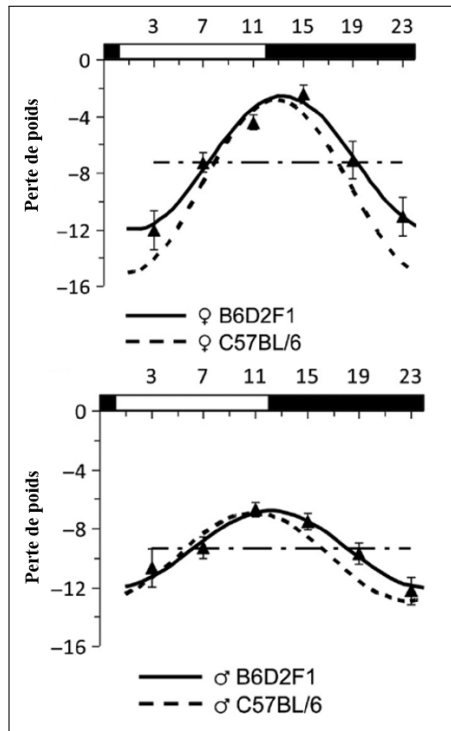 3 7 11 15 19 23
0
−4
−8
−12
−16
Perte de poids
♀ B6D2F1
♀ C57BL/6
3 7 11 15 19 23
0
−4
−8
−12
−16
Perte de poids
♂ B6D2F1
♂ C57BL/6